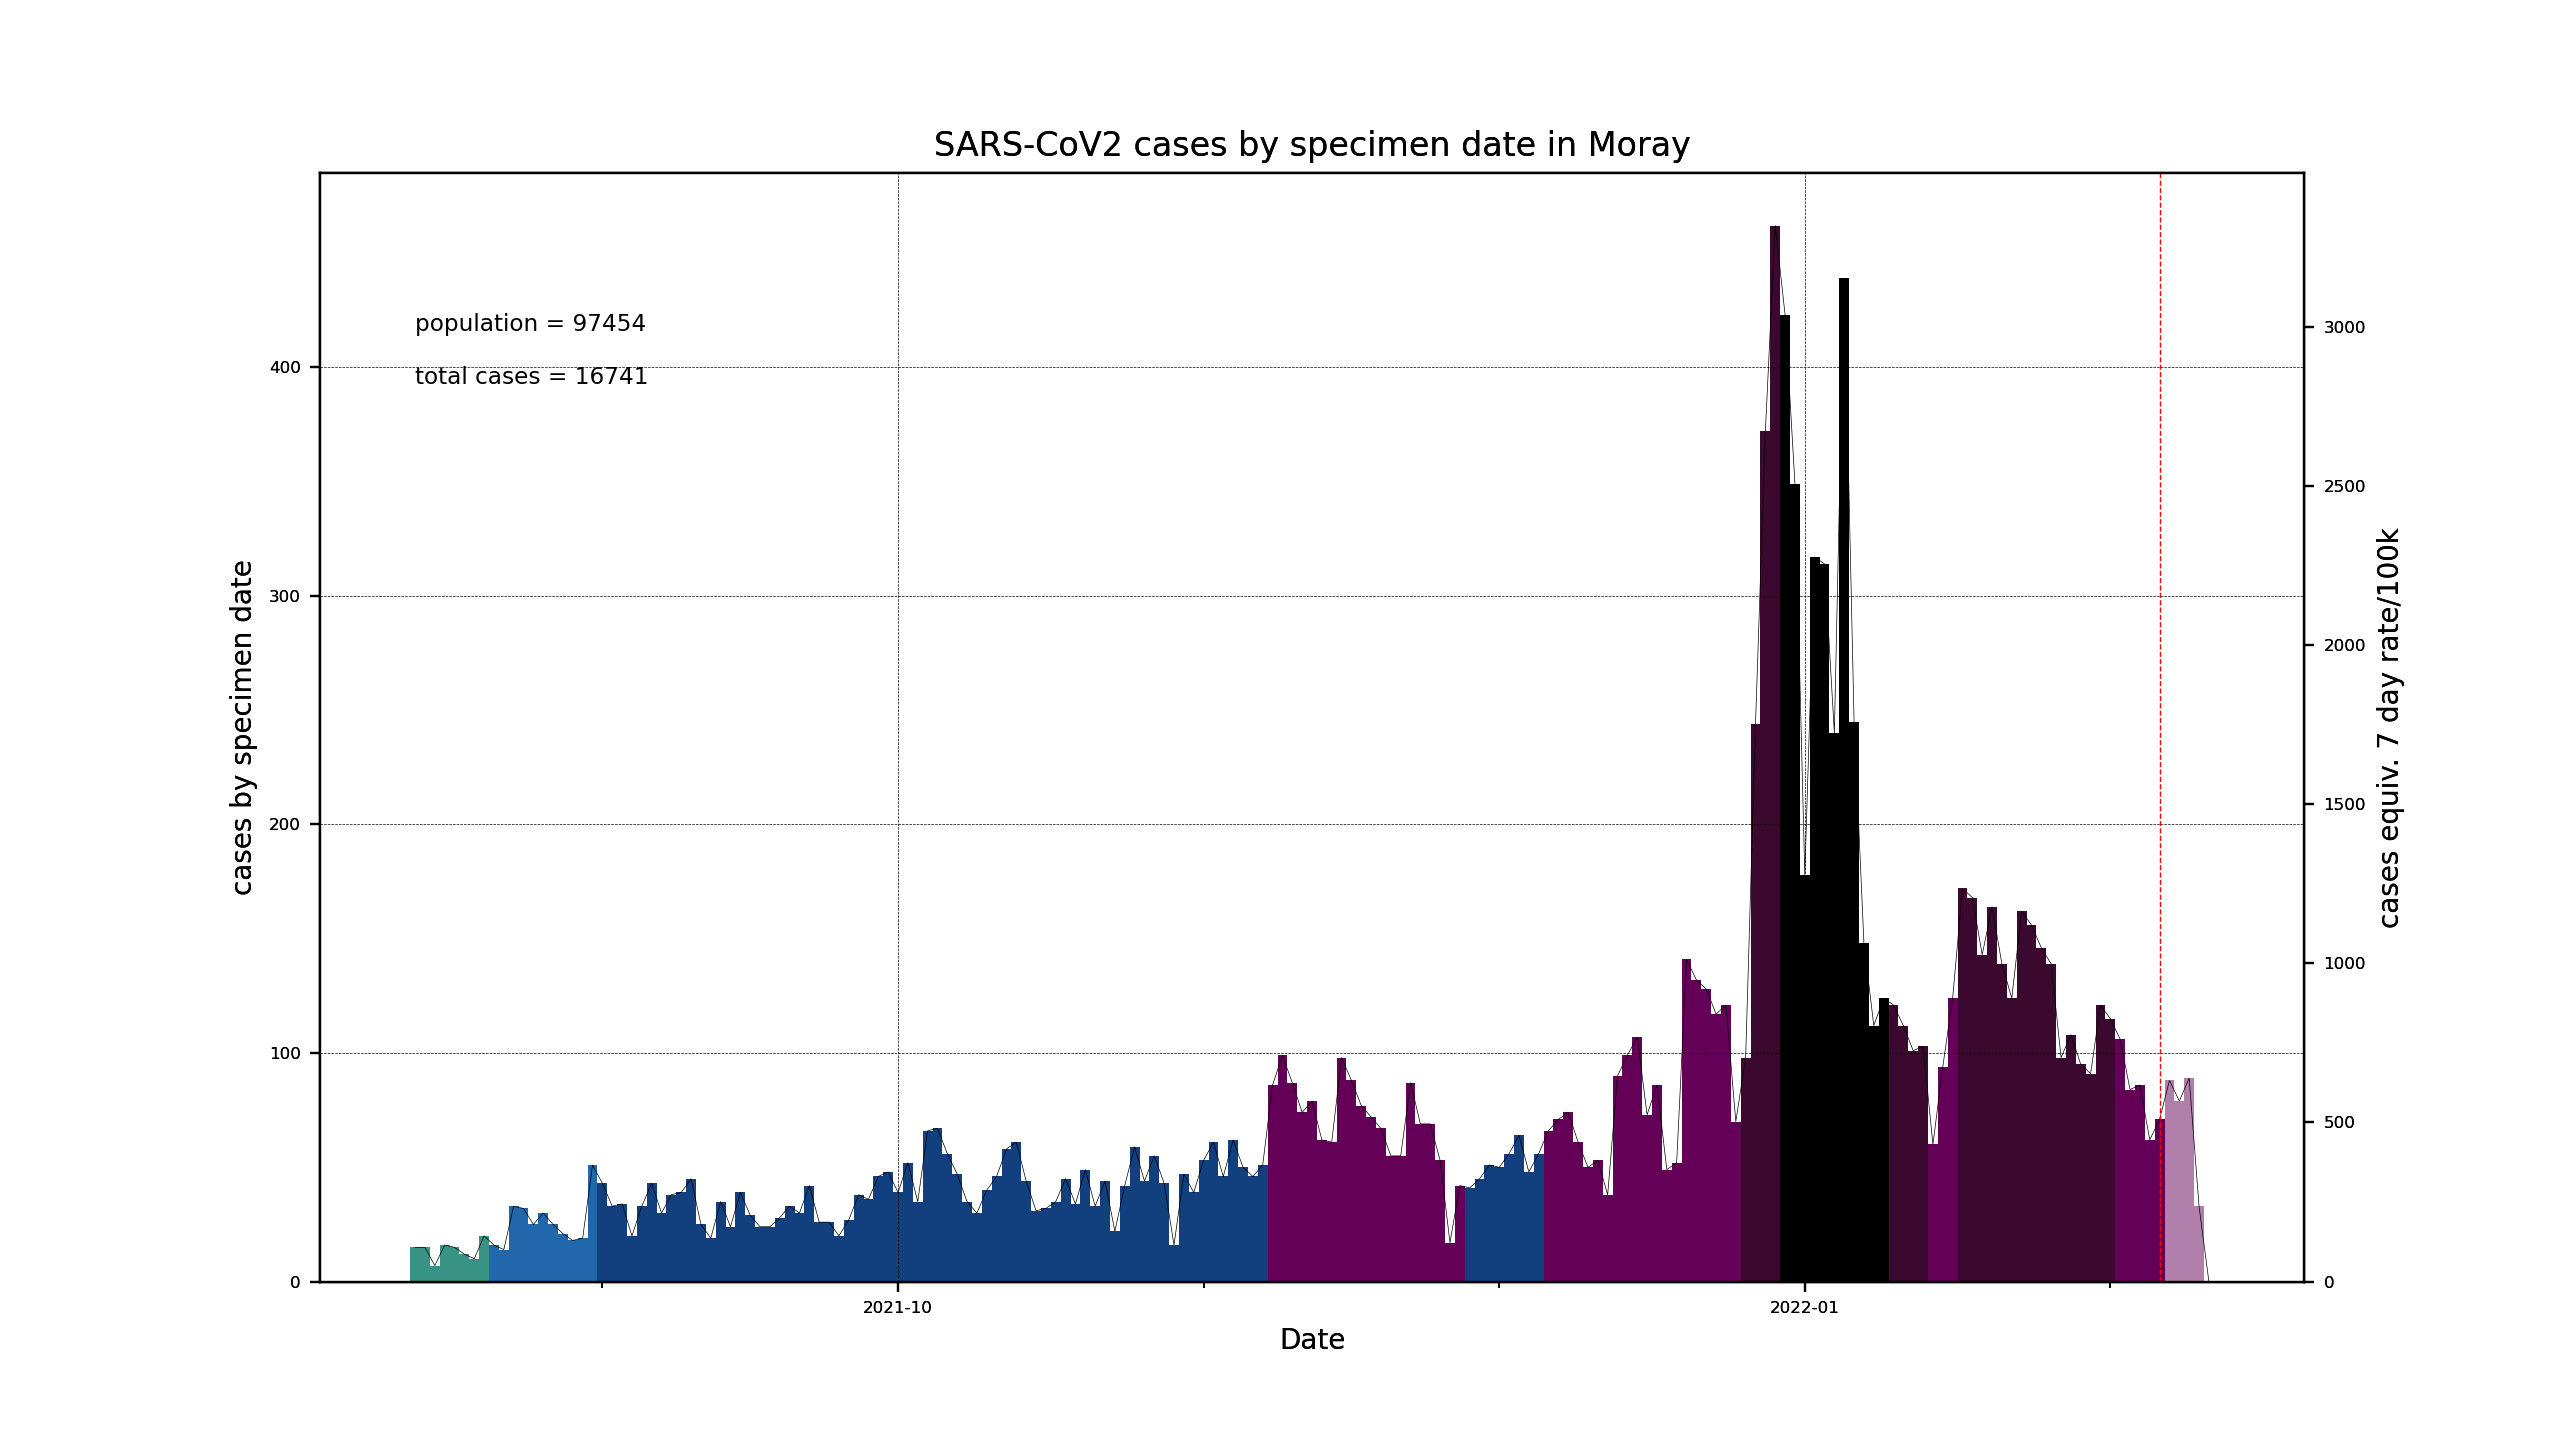 SARS-CoV2 cases by specimen date in Moray
population = 97454
total cases = 16741
cases by specimen date
400
300
200
100
0
3000
2500
2000
1500
1000
500
0
cases equiv. 7 day rate/100k
2021-10
2022-01
Date